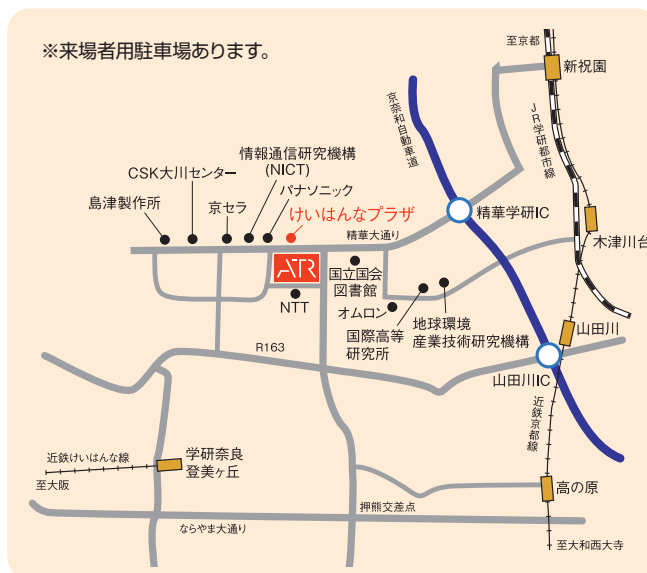 ※来場者用駐車場あります。
至京都
新祝園
京奈和自動車道
JR学研都市線
情報通信研究機構
(NICT)
CSK大川センター
パナソニック
島津製作所
京セラ
けいはんなプラザ
精華大通り
精華学研IC
木津川台
ATR
国立国会
図書館
NTT
オムロン
国際高等
研究所
地球環境
産業技術研究機構
山田川
R163
山田川IC
近鉄京都線
学研奈良
登美ヶ丘
近鉄けいはんな線
至大阪
高の原
押熊交差点
ならやま大通り
至大和西大寺